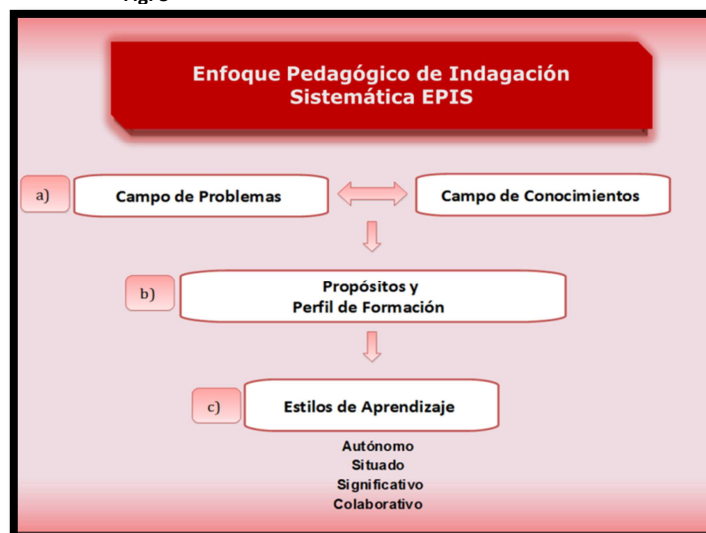 Enfoque Pedagógico de Indagación
Sistemática EPIS
a) Campo de Problemas Campo de Conocimientos
b) Propósitos y
Perfil de Formación
c) Estilos de Aprendizaje
Autónomo
Situado
Significativo
Colaborativo